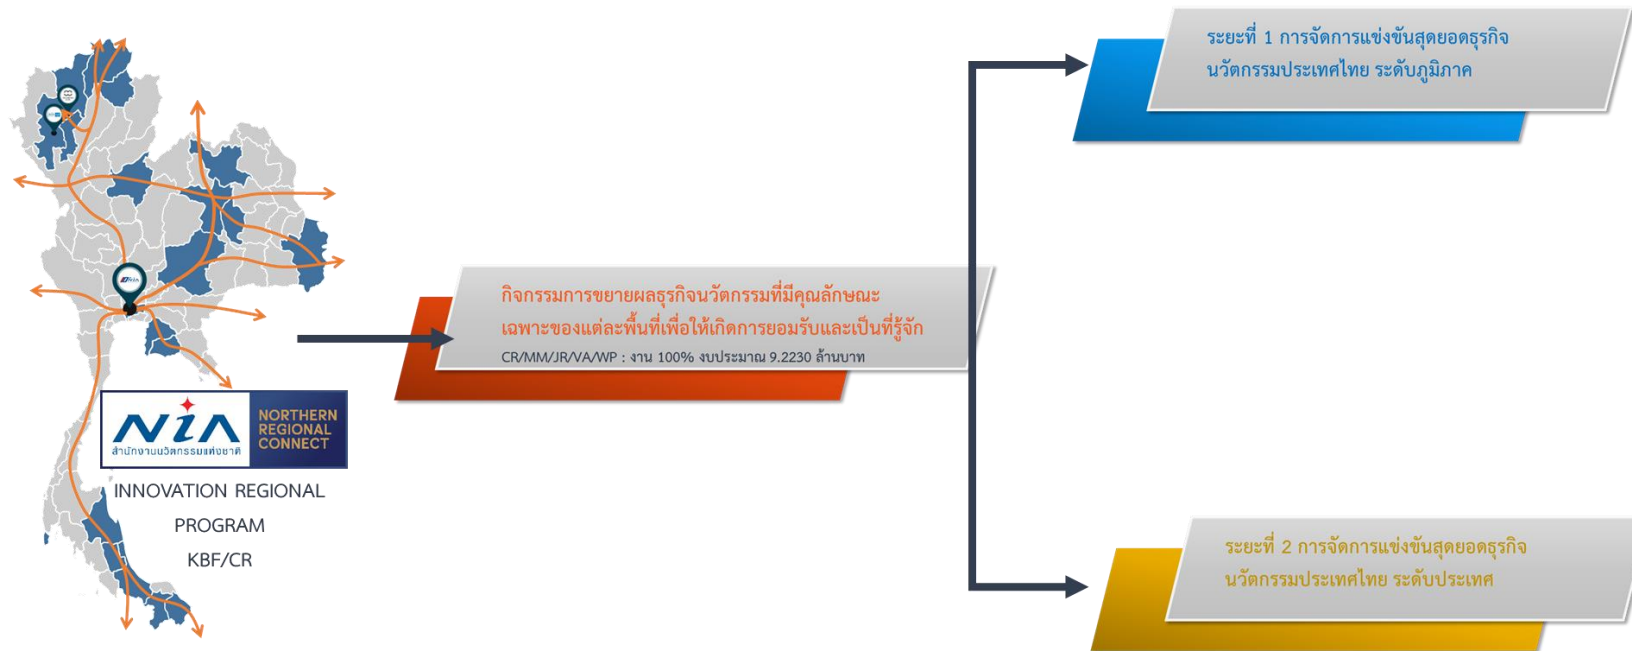 ระยะที่ 1 การจัดการแข่งขันสุดยอดธุรกิจ
นวัตกรรมประเทศไทย ระดับภูมิภาค
กิจกรรมการขยายผลธุรกิจนวัตกรรมที่มีคุณลักษณะ
เฉพาะของแต่ละพื้นที่เพื่อให้เกิดการยอมรับและเป็นที่รู้จัก
CR/MM/JR/VA/WP : งาน 100% งบประมาณ 9.2230 ล้านบาท
NiA
สำนักงานนวัตกรรมแห่งชาติ
NORTHERN
REGIONAL
CONNECT
INNOVATION REGIONAL
PROGRAM
KBF/CR
ระยะที่ 2 การจัดการแข่งขันสุดยอดธุรกิจ
นวัตกรรมประเทศไทย ระดับประเทศ